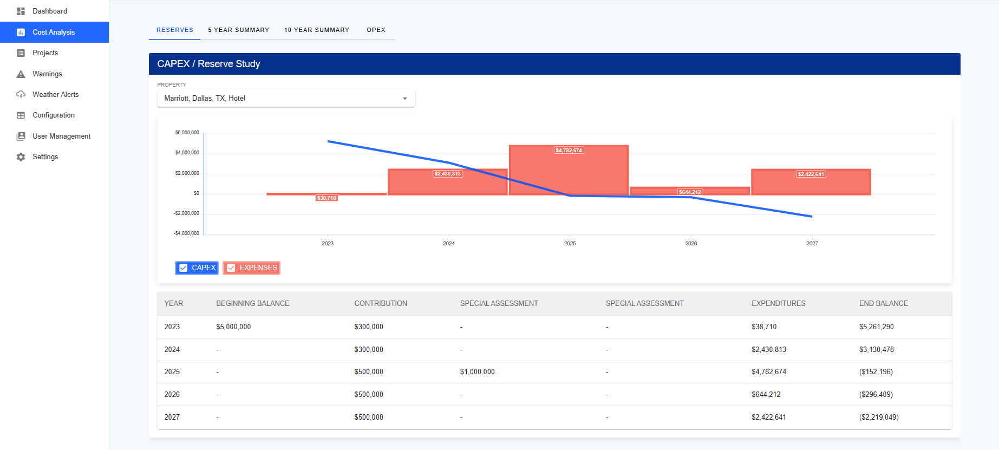 Dashboard
Cost Analysis
Projects
Warnings
Weather Alerts
Configuration
User Management
Settings
RESERVES 5 YEAR SUMMARY 10 YEAR SUMMARY OPEX
CAPEX / Reserve Study
PROPERTY
Marriott, Dallas, TX, Hotel
$6,000,000
$4,000,000
$2,000,000
$0
-$2,000,000
-$4,000,000
$38,710
$2,430,813
$4,782,674
$644,212
$2,422,641
2023 2024 2025 2026 2027
CAPEX EXPENSES
YEAR BEGINNING BALANCE CONTRIBUTION SPECIAL ASSESSMENT SPECIAL ASSESSMENT EXPENDITURES END BALANCE
2023 $5,000,000 $300,000 - - $38,710 $5,261,290
2024 - $300,000 - - $2,430,813 $3,130,478
2025 - $500,000 $1,000,000 - $4,782,674 ($152,196)
2026 - $500,000 - - $644,212 ($296,409)
2027 - $500,000 - - $2,422,641 ($2,219,049)